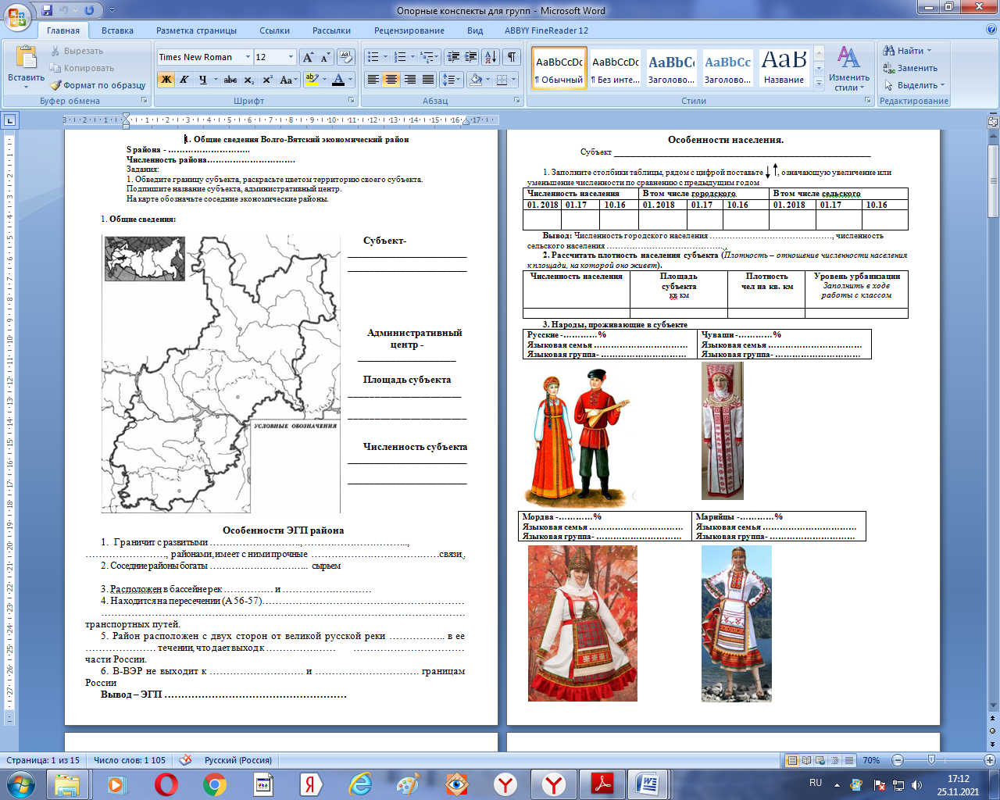 Опорные конспекты для групп - Microsoft Word
Главная Вставка Разметка страницы Ссылки Рассылки Рецензирование Вид ABBYY FineReader 12
Вставить
Вырезать
Копировать
Формат по образцу
Буфер обмена
Times New Roman 12
Шрифт
Абзац
AaBbCcDc AaBbCcDc AaBbCc AaBbCc AaB
¶ Обычный ¶ Без инте... Заголово... Заголово... Название
Стили
Изменить стили
Найти
Заменить
Выделить
Редактирование
1. Общие сведения Волго-Вятский экономический район
S района - ………………………..
Численность района………………………….
Задания:
1. Обведите границу субъекта, раскрасьте цветом территорию своего субъекта.
Подпишите название субъекта, административный центр.
На карте обозначьте соседние экономические районы.
1. Общие сведения:
Субъект-
Административный
центр -
Площадь субъекта
Численность субъекта
УСЛОВНЫЕ ОБОЗНАЧЕНИЯ
Особенности ЭГП района
1. Граничит с развитыми ……………………., ……………………..,
……………………., районами, имеет с ними прочные ………………………………связи,
2. Соседние районы богаты ……………………….. сырьем
3. Расположен в бассейне рек …………… и ………………………
4. Находится на пересечении (А 56-57)……………………………………………………
……………………………………………………………………………………………
транспортных путей.
5. Район расположен с двух сторон от великой русской реки …………….. в ее
………………… течении, что дает выход к ………………… ……………………………
части России.
6. В-ВЭР не выходит к ……………………… и ………………………… границам
России
Вывод – ЭГП ………………………………………………
Особенности населения.
Субъект
1. Заполните столбики таблицы, рядом с цифрой поставьте ↓ ↑, означающую увеличение или
уменьшение численности по сравнению с предыдущим годом
Численность населения В том числе городского В том числе сельского
01. 2018 01.17 10.16 01. 2018 01.17 10.16 01. 2018 01.17 10.16
Вывод: Численность городского населения ……………………………………, численность
сельского населения …………………………………..
2. Рассчитать плотность населения субъекта (Плотность – отношение численности населения
к площади, на которой оно живет).
Численность населения
Площадь субъекта кв км
Плотность чел на кв. км
Уровень урбанизации Заполнить в ходе работы с классом
3. Народы, проживающие в субъекте
Русские -…………% Чуваши -…………%
Языковая семья …………………………… Языковая семья ……………………………
Языковая группа- ………………………… Языковая группа- …………………………
Мордва -…………% Марийцы -…………%
Языковая семья …………………………… Языковая семья ……………………………
Языковая группа- ………………………… Языковая группа- …………………………
Страница: 1 из 15 Число слов: 1 105 Русский (Россия) 70%
RU 17:12
25.11.2021